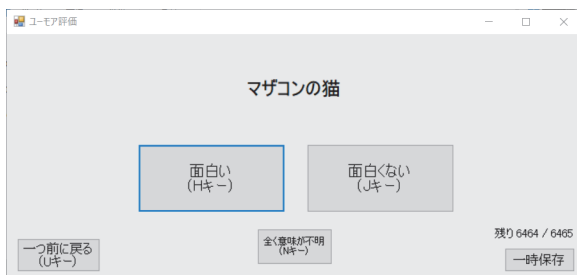 ユーモア評価
マザコンの猫
面白い
(Hキー)
面白くない
(Jキー)
全く意味が不明
(Nキー)
残り 6464 / 6465
一つ前に戻る
(Uキー)
一時保存